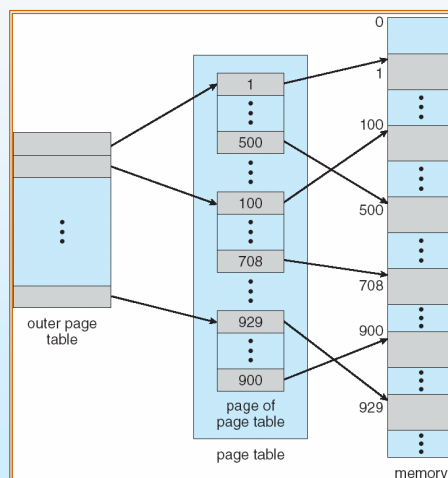 0
1
1
500
100
100
500
708
708
900
929
outer page
table
900
929
page of
page table
page table
memory